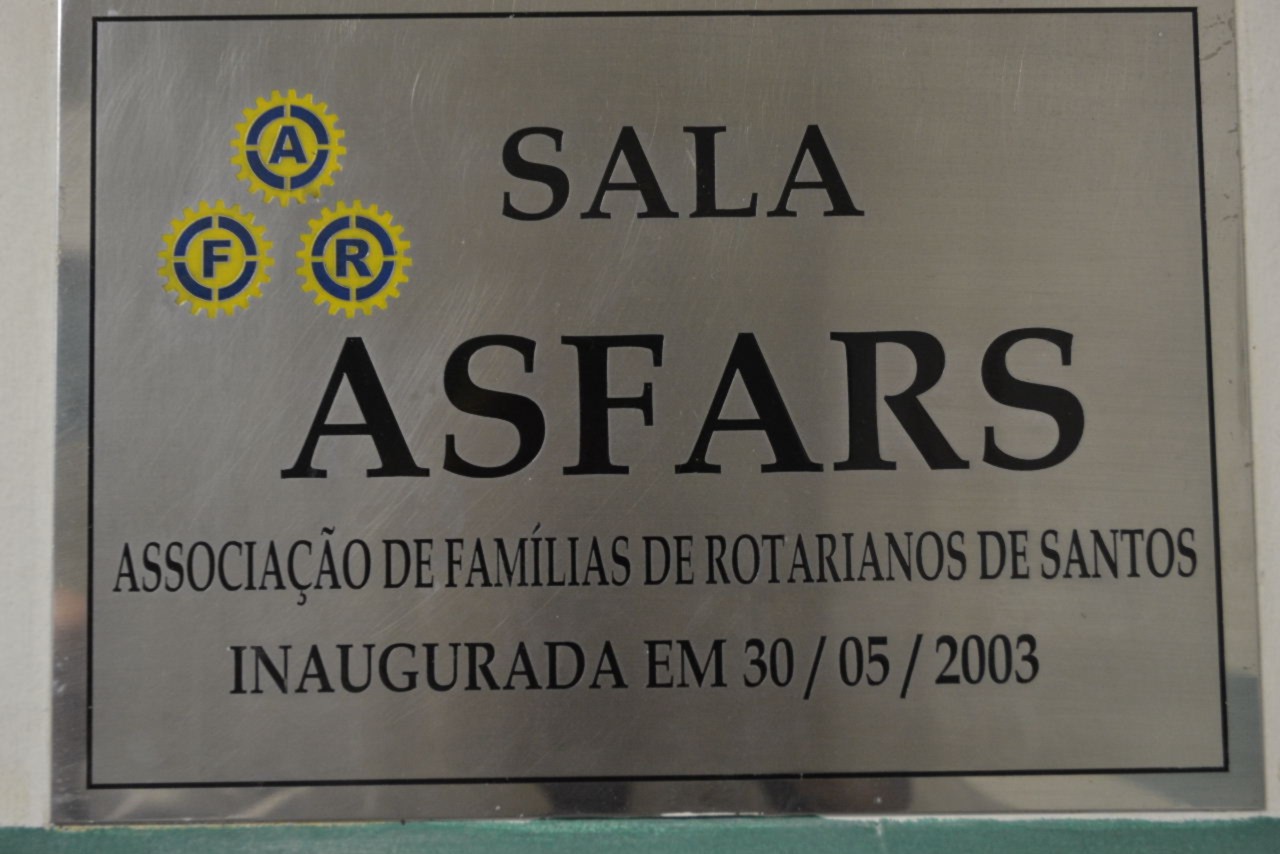 A
F R
SALA
ASFARS
ASSOCIAÇÃO DE FAMÍLIAS DE ROTARIANOS DE SANTOS
INAUGURADA EM 30 / 05 / 2003